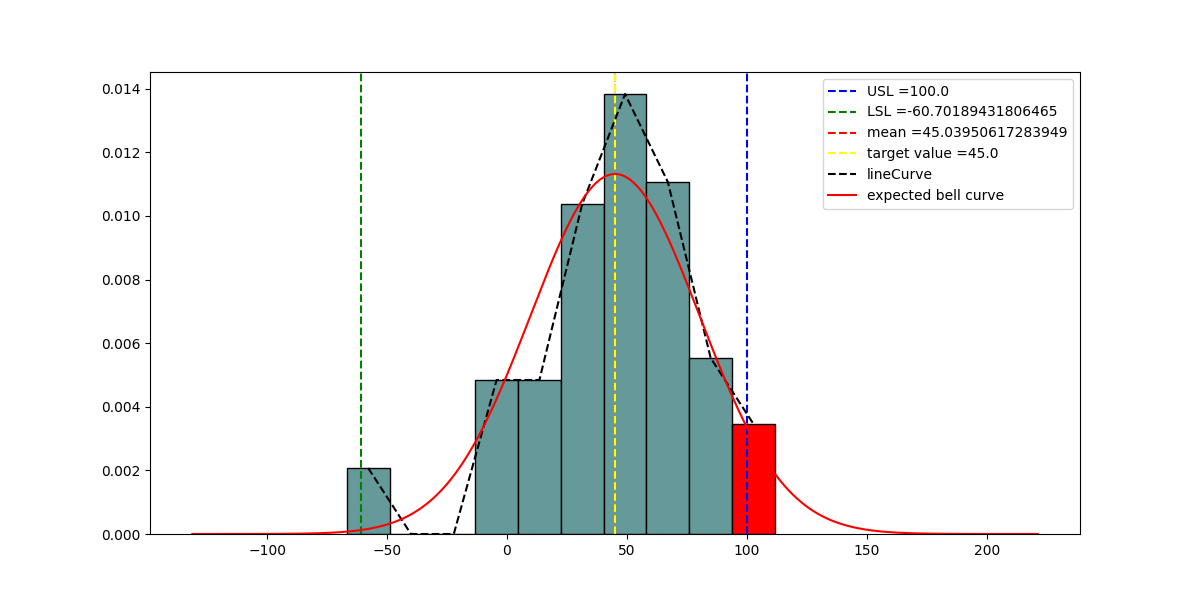 0.014
0.012
0.010
0.008
0.006
0.004
0.002
0.000
−100
−50
0
50
100
150
200
USL =100.0
LSL =-60.70189431806465
mean =45.03950617283949
target value =45.0
lineCurve
expected bell curve